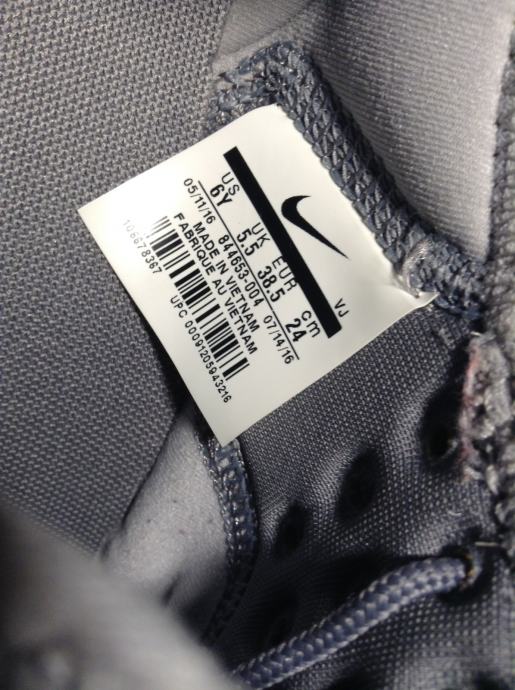 US UK EUR cm
6Y 5.5 38.5 24
VJ
05/11/16 844653-004 07/14/16
MADE IN VIETNAM
FABRIQUE AU VIETNAM
106678367
UPC 00091205943216